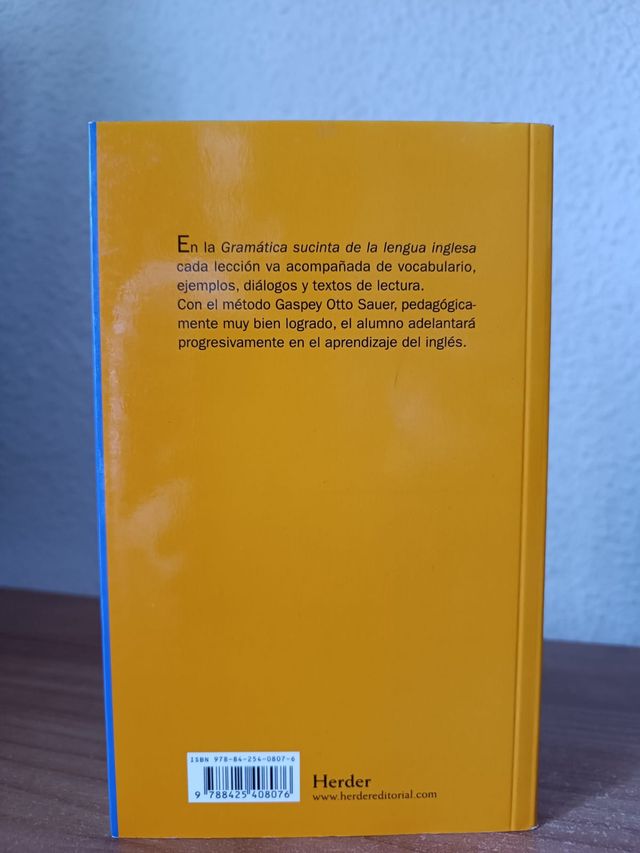 En la Gramática sucinta de la lengua inglesa
cada lección va acompañada de vocabulario,
ejemplos, diálogos y textos de lectura.
Con el método Gaspey Otto Sauer, pedagógica-
mente muy bien logrado, el alumno adelantará
progresivamente en el aprendizaje del inglés.
ISBN 978-84-254-0807-6
9 788425 408076
Herder
www.herdereditorial.com